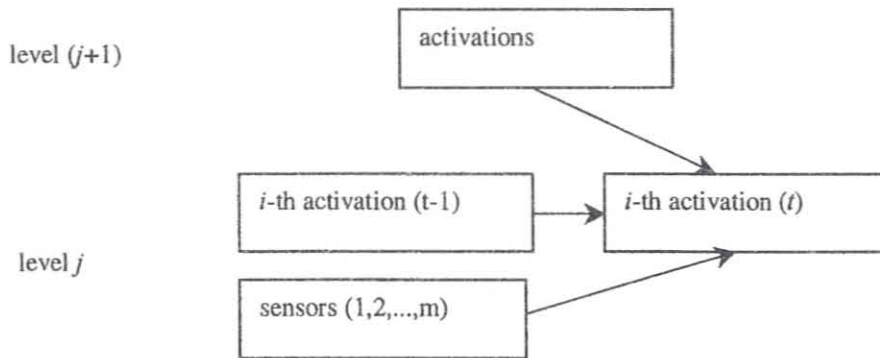 activations
level (j+1)
i-th activation (t-1)
i-th activation (t)
level j
sensors (1,2,...,m)